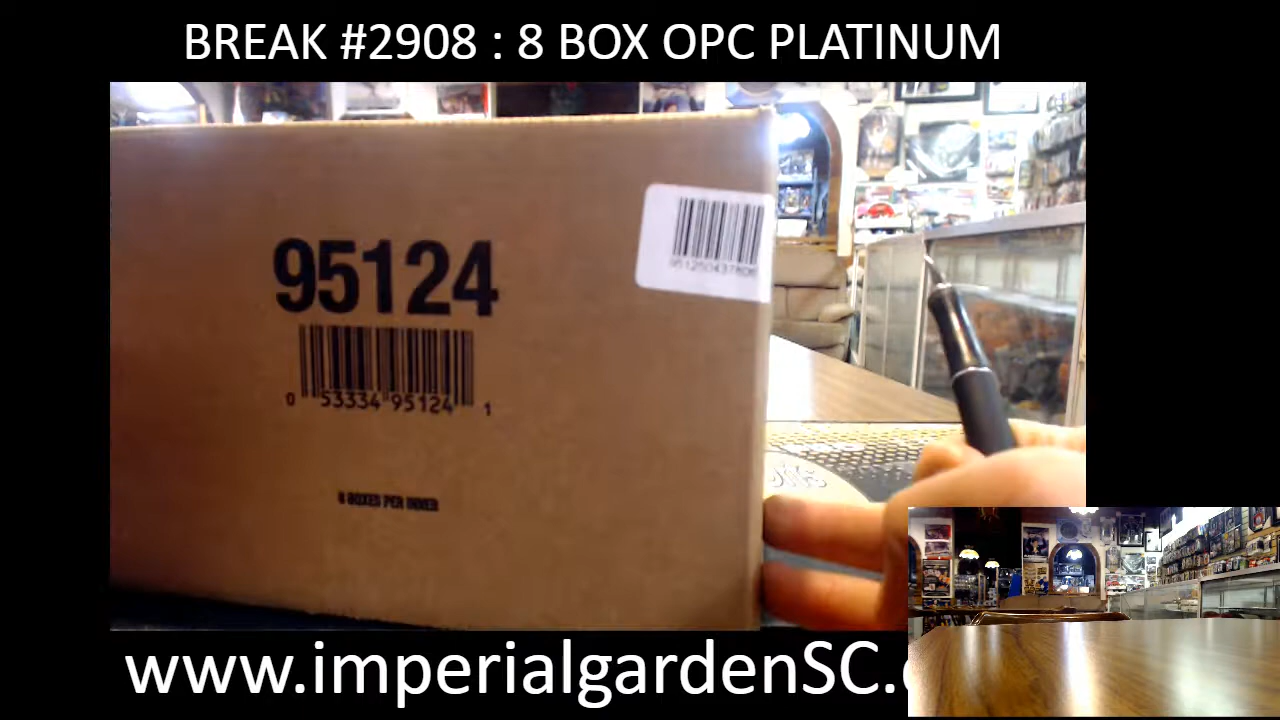 BREAK #2908 : 8 BOX OPC PLATINUM
95124
0 53334 95124 1
8 BOXES PER INNER
www.imperialgardenSC.